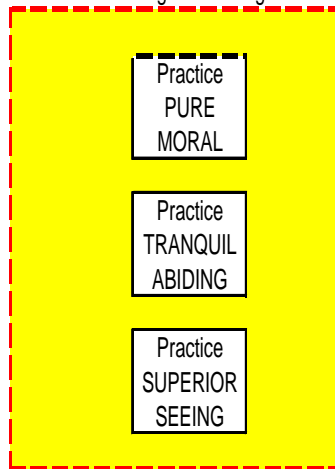 Practice
PURE
MORAL
Practice
TRANQUIL
ABIDING
Practice
SUPERIOR
SEEING